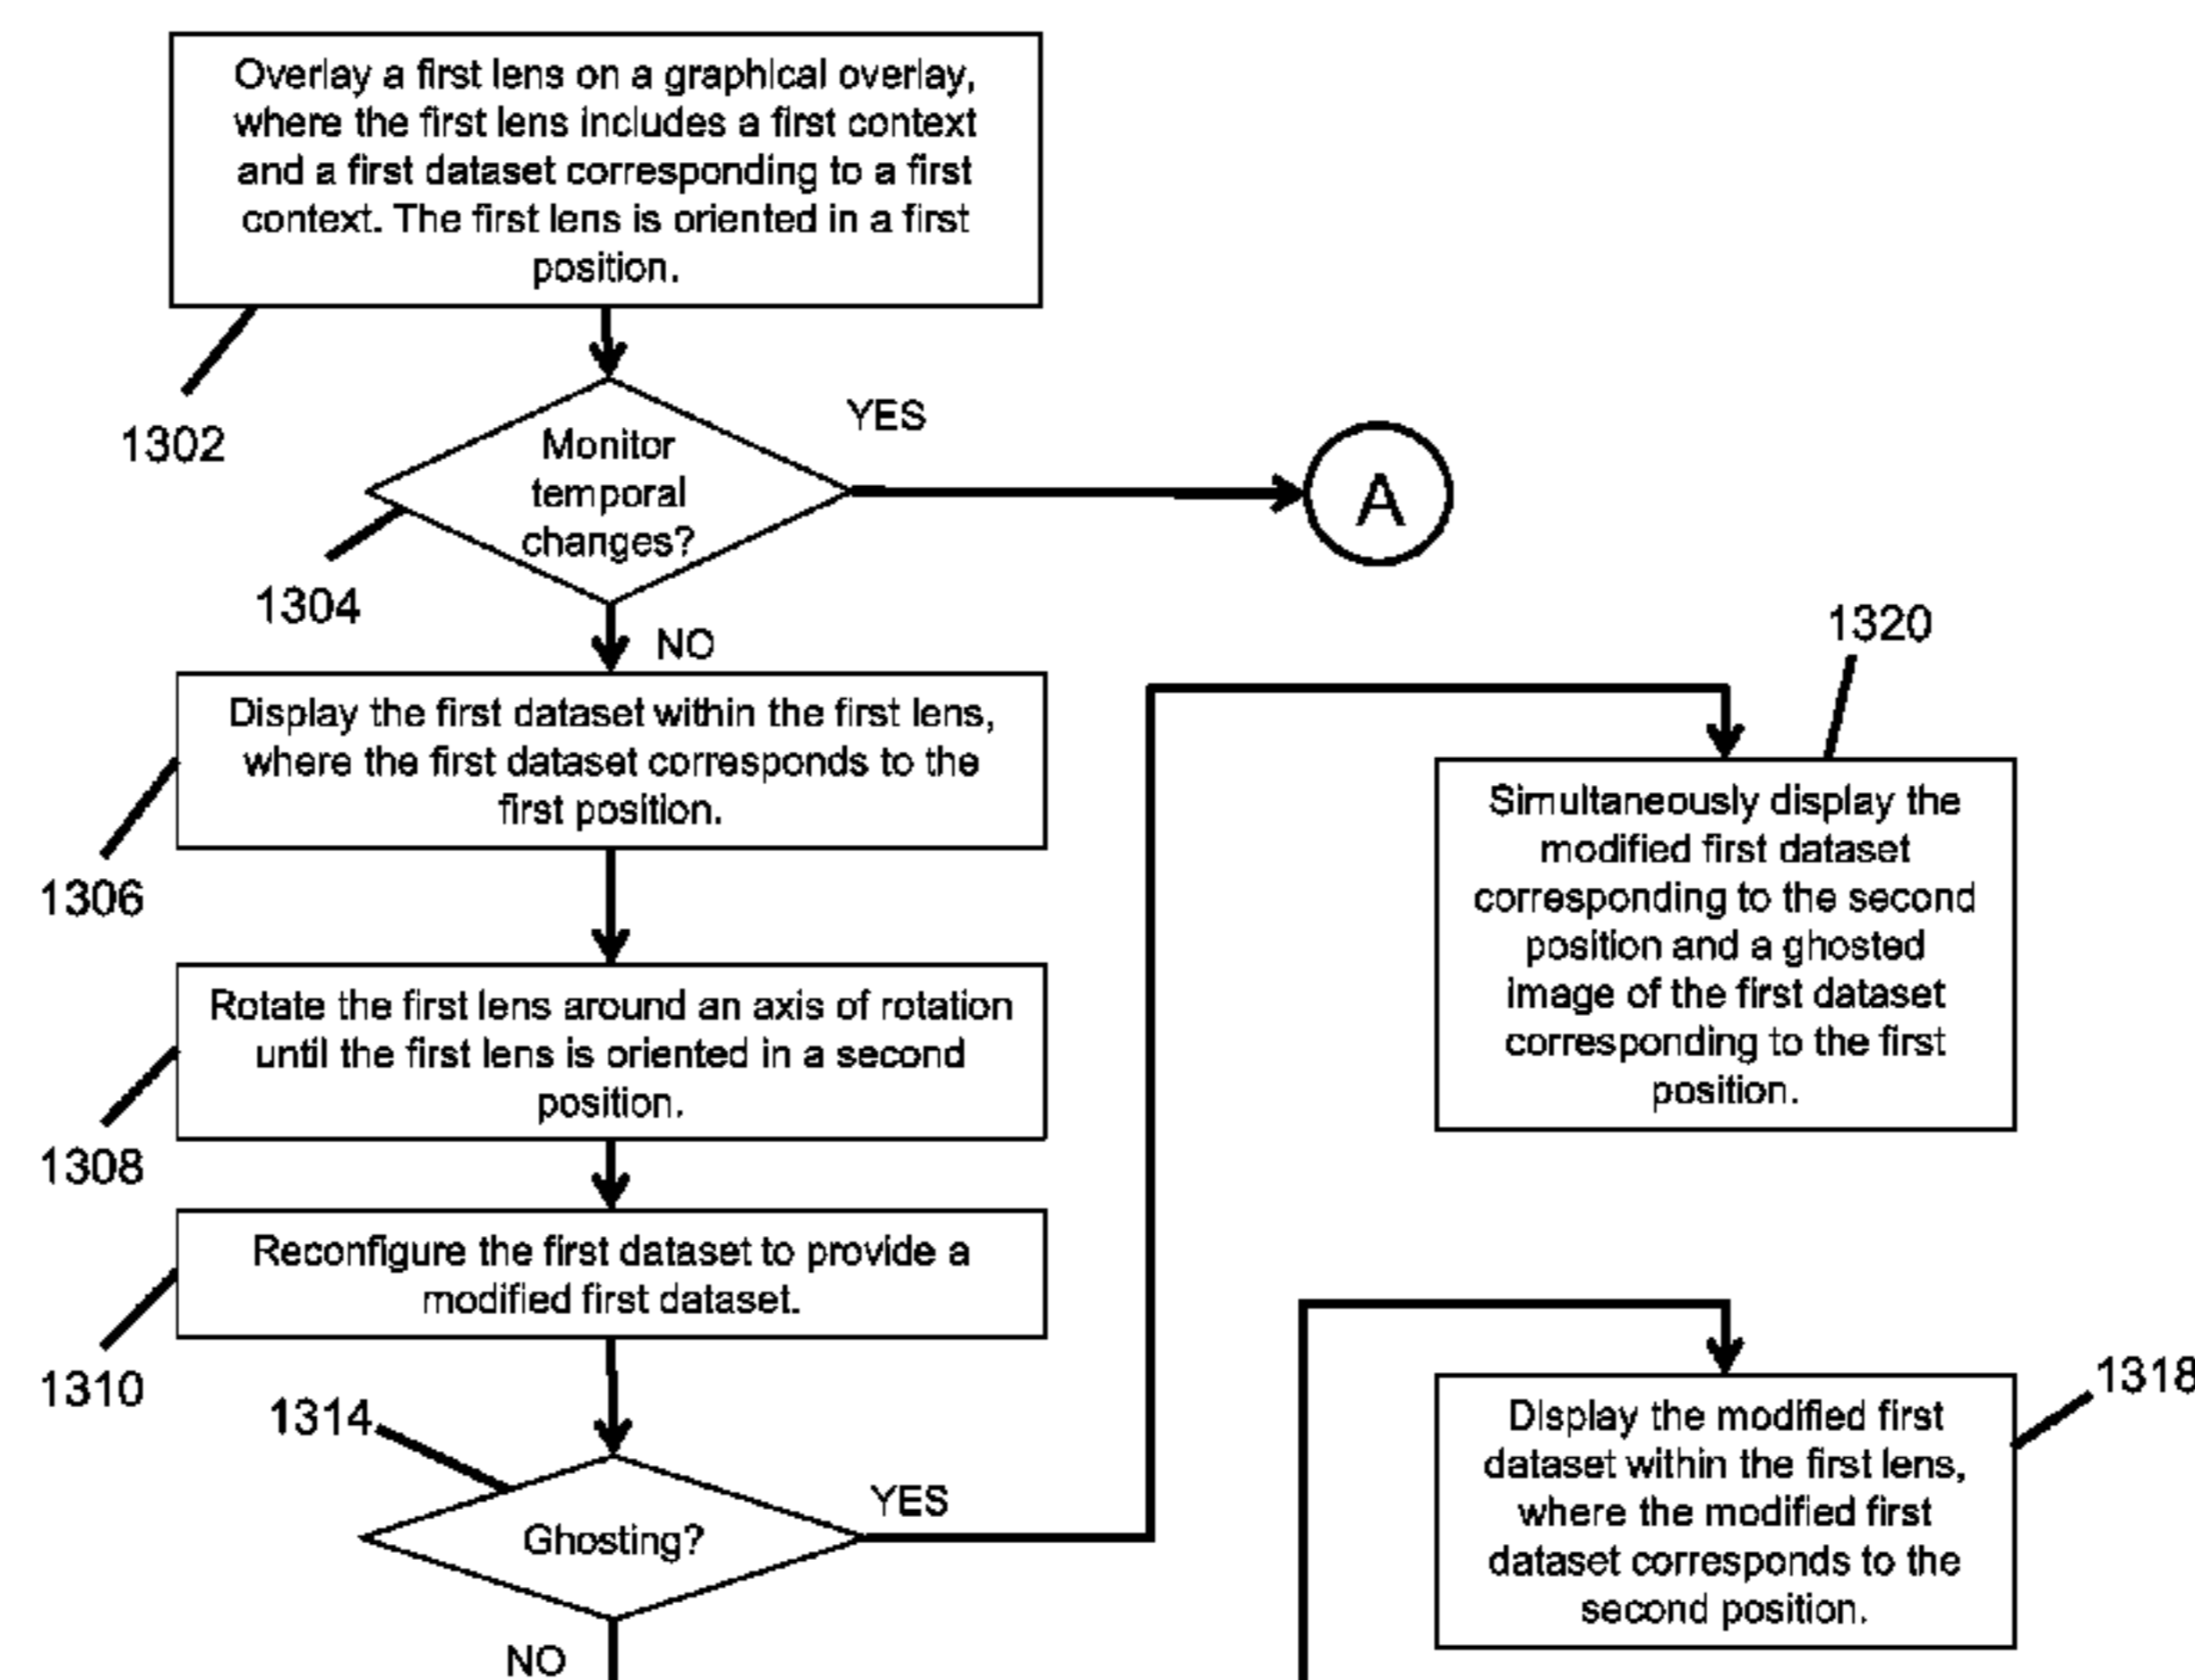 Overlay a first lens on a graphical overlay,
where the first lens includes a first context
and a first dataset corresponding to a first
context. The first lens is oriented in a first
position.
1302
YES
Monitor
temporal
changes?
A
1304
NO
1320
Display the first dataset within the first lens,
where the first dataset corresponds to the
first position.
1306
Simultaneously display the
modified first dataset
corresponding to the second
position and a ghosted
image of the first dataset
corresponding to the first
position.
Rotate the first lens around an axis of rotation
until the first lens is oriented in a second
position.
1308
Reconfigure the first dataset to provide a
modified first dataset.
1310
1314
1318
Display the modified first
dataset within the first lens,
where the modified first
dataset corresponds to the
second position.
YES
Ghosting?
NO